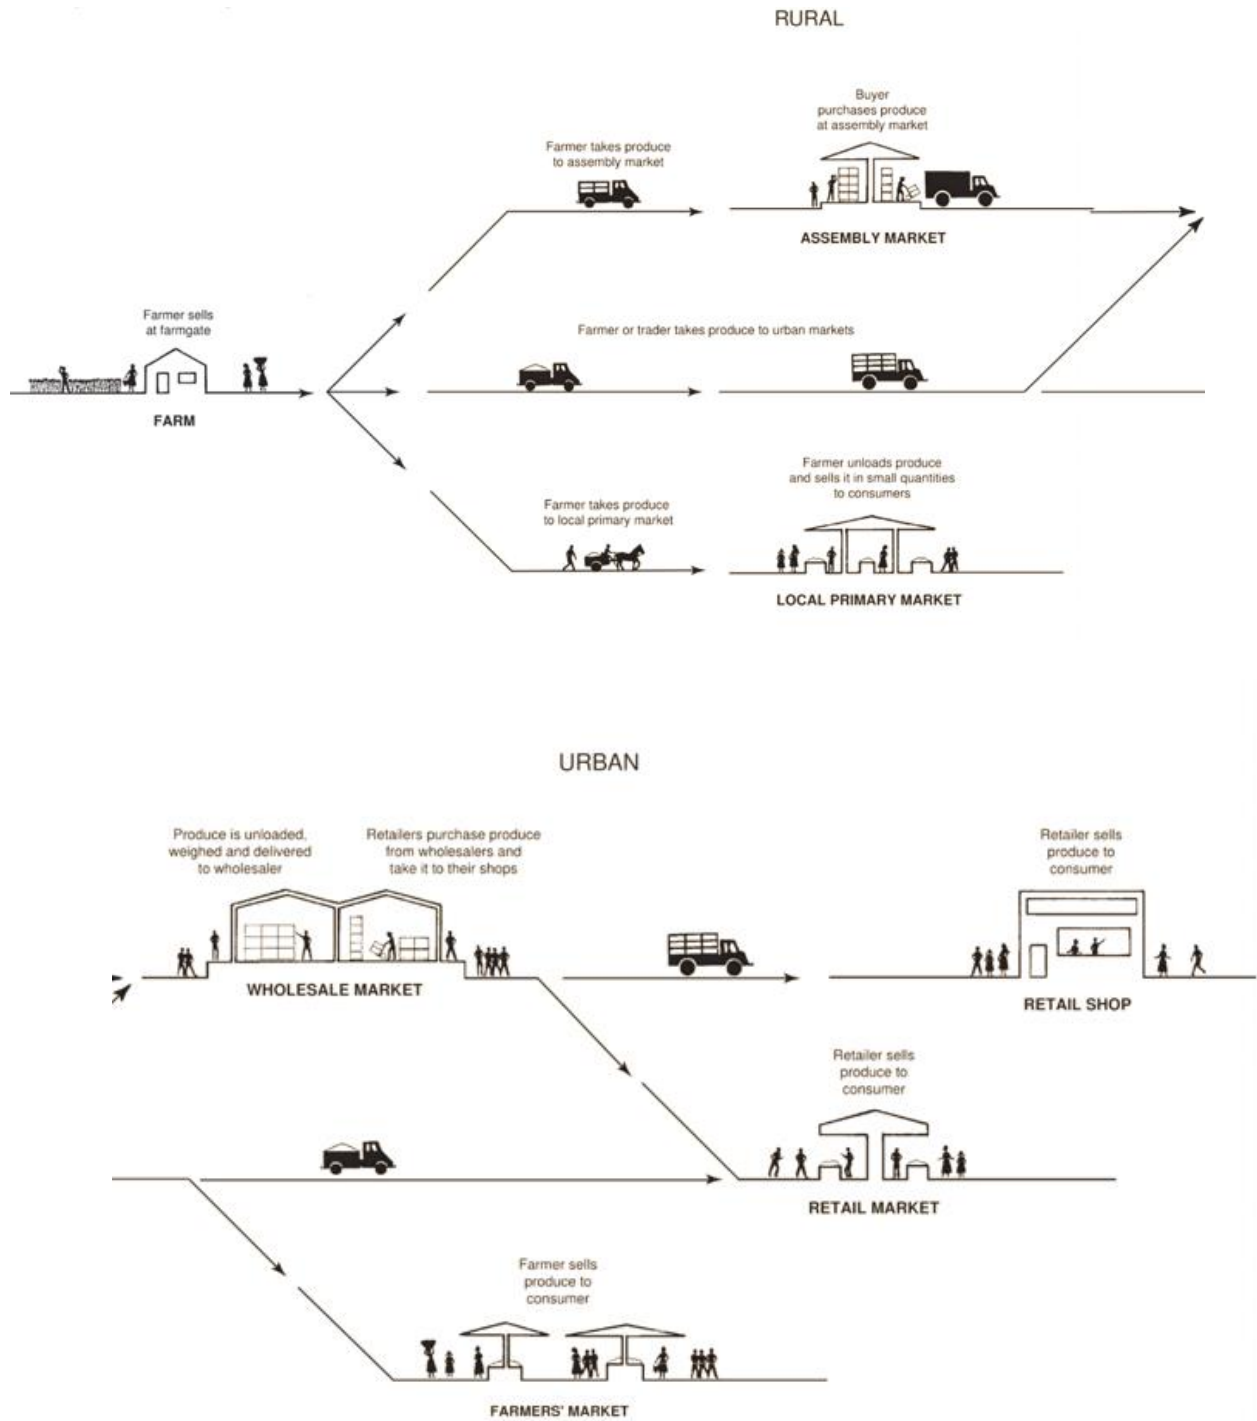 RURAL
Buyer
purchases produce
at assembly market
Farmer takes produce
to assembly market
ASSEMBLY MARKET
Farmer sells
at farmgate
FARM
Farmer or trader takes produce to urban markets
Farmer unloads produce
and sells it in small quantities
to consumers
Farmer takes produce
to local primary market
LOCAL PRIMARY MARKET
URBAN
Produce is unloaded,
weighed and delivered
to wholesaler
Retailers purchase produce
from wholesalers and
take it to their shops
Retailer sells
produce to
consumer
WHOLESALE MARKET
RETAIL SHOP
Retailer sells
produce to
consumer
RETAIL MARKET
Farmer sells
produce to
consumer
FARMERS' MARKET